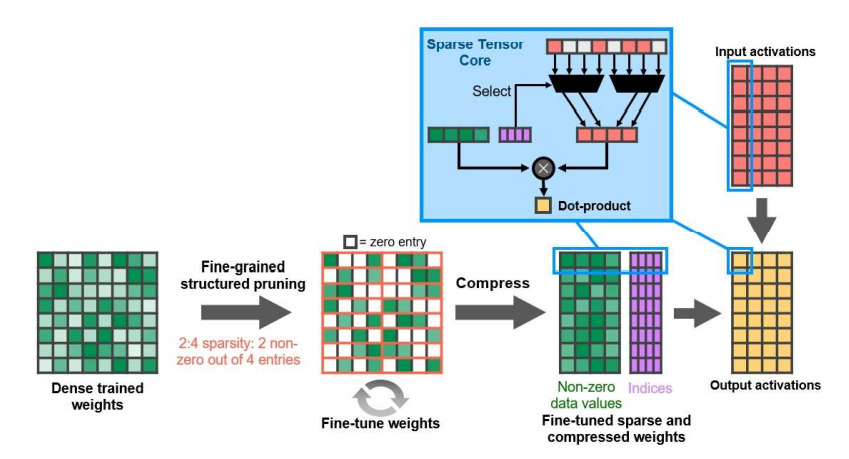 Sparse Tensor
Core
Select
Dot-product
Input activations
= zero entry
Fine-grained
structured pruning
2:4 sparsity: 2 non-
zero out of 4 entries
Compress
Dense trained
weights
Fine-tune weights
Non-zero
data values
Indices
Fine-tuned sparse and
compressed weights
Output activations